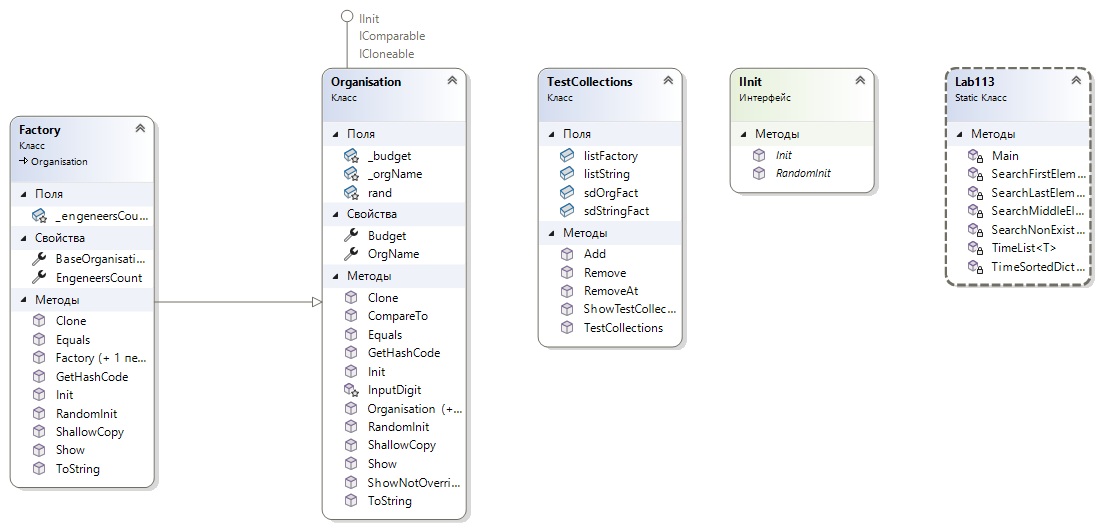 IInit
IComparable
ICloneable
Factory
Класс
Organisation
Поля
_engeneersCou...
Свойства
BaseOrganisati...
EngeneersCount
Методы
Clone
Equals
Factory (+ 1 пе...
GetHashCode
Init
RandomInit
ShallowCopy
Show
ToString
Organisation
Класс
Поля
_budget
_orgName
rand
Свойства
Budget
OrgName
Методы
Clone
CompareTo
Equals
GetHashCode
Init
InputDigit
Organisation (+...
RandomInit
ShallowCopy
Show
ShowNotOverri...
ToString
TestCollections
Класс
Поля
listFactory
listString
sdOrgFact
sdStringFact
Методы
Add
Remove
RemoveAt
ShowTestCollec...
TestCollections
IInit
Интерфейс
Методы
Init
RandomInit
Lab113
Static Класс
Методы
Main
SearchFirstElem...
SearchLastElem...
SearchMiddleEl...
SearchNonExist...
TimeList<T>
TimeSortedDict...